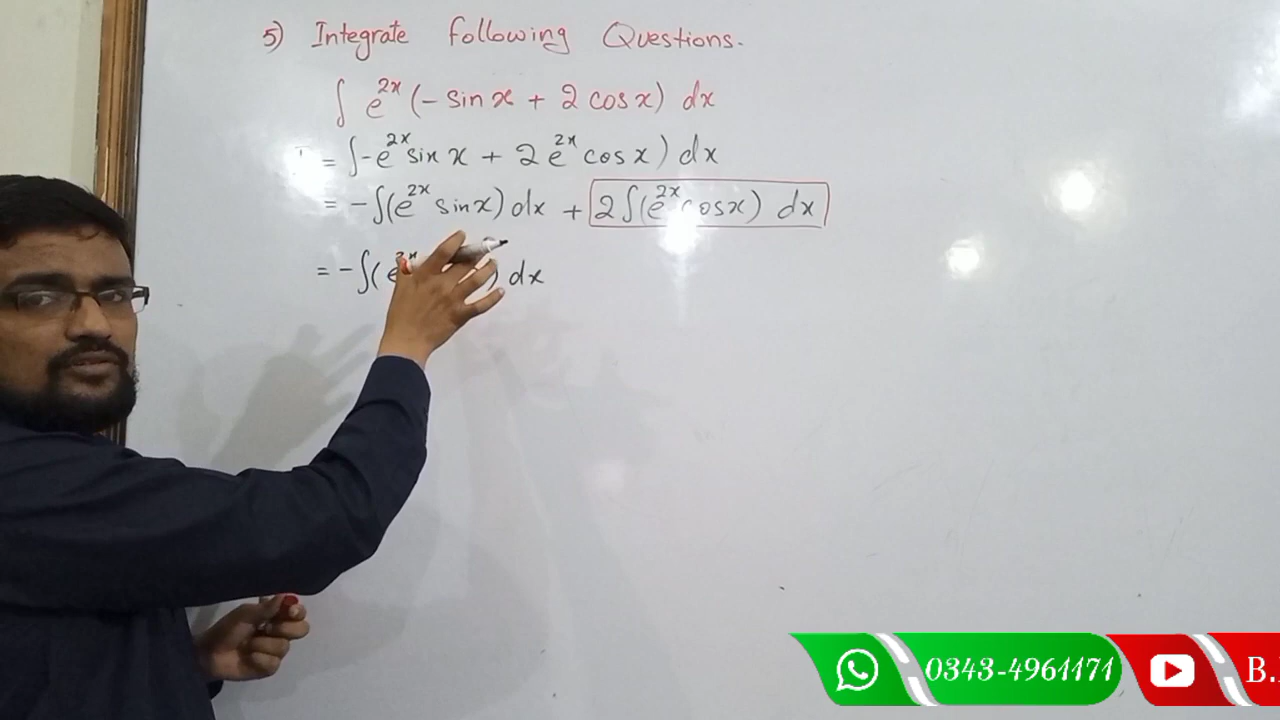 5) Integrate following Questions.
∫ e^2x (- sin x + 2 cos x) dx
I = ∫ -e^2x sin x + 2 e^2x cos x) dx
= - ∫(e^2x sin x) dx + 2 ∫(e^2x cos x) dx
= - ∫(e^2x ) dx
0343-4961171
B.